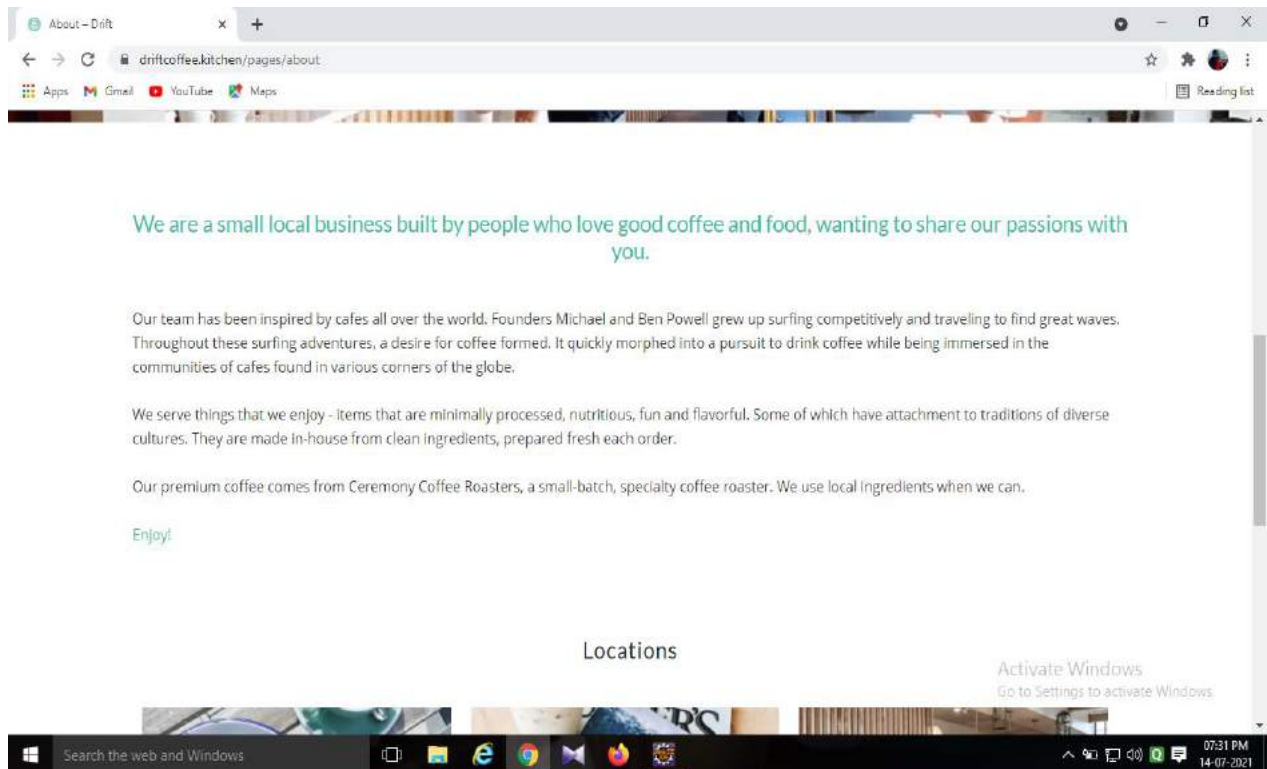 About – Drift
driftcoffee.kitchen/pages/about
Apps Gmail YouTube Maps Reading list
We are a small local business built by people who love good coffee and food, wanting to share our passions with
you.
Our team has been inspired by cafes all over the world. Founders Michael and Ben Powell grew up surfing competitively and traveling to find great waves.
Throughout these surfing adventures, a desire for coffee formed. It quickly morphed into a pursuit to drink coffee while being immersed in the
communities of cafes found in various corners of the globe.
We serve things that we enjoy - items that are minimally processed, nutritious, fun and flavorful. Some of which have attachment to traditions of diverse
cultures. They are made in-house from clean ingredients, prepared fresh each order.
Our premium coffee comes from Ceremony Coffee Roasters, a small-batch, specialty coffee roaster. We use local ingredients when we can.
Enjoy!
Locations
Activate Windows
Go to Settings to activate Windows.
Search the web and Windows
07:31 PM
14-07-2021